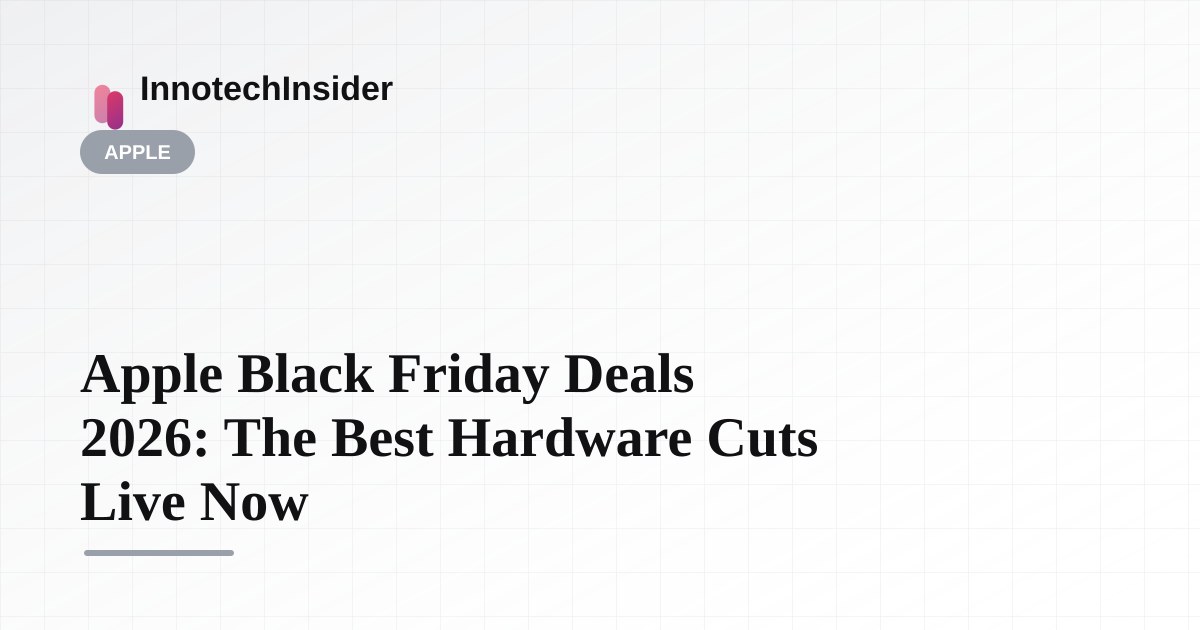 InnotechInsider
APPLE
Apple Black Friday Deals
2026: The Best Hardware Cuts
Live Now